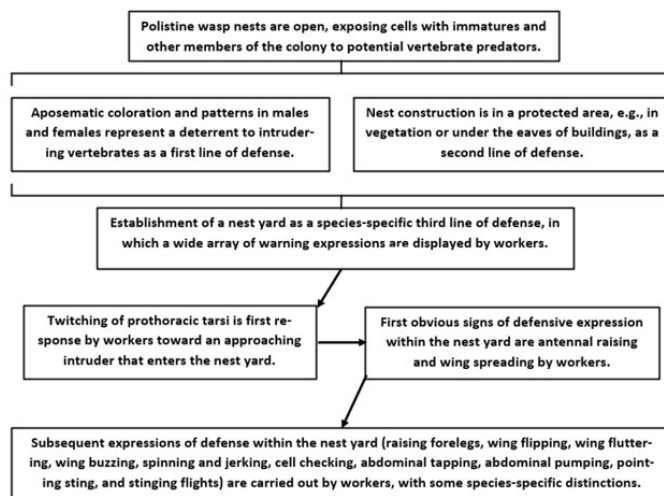 Polistine wasp nests are open, exposing cells with immatures and
other members of the colony to potential vertebrate predators.
Aposematic coloration and patterns in males
and females represent a deterrent to intrud-
ering vertebrates as a first line of defense.
Nest construction is in a protected area, e.g., in
vegetation or under the eaves of buildings, as a
second line of defense.
Establishment of a nest yard as a species-specific third line of defense, in
which a wide array of warning expressions are displayed by workers.
Twitching of prothoracic tarsi is first re-
sponse by workers toward an approaching
intruder that enters the nest yard.
First obvious signs of defensive expression
within the nest yard are antennal raising
and wing spreading by workers.
Subsequent expressions of defense within the nest yard (raising forelegs, wing flipping, wing flutter-
ing, wing buzzing, spinning and jerking, cell checking, abdominal tapping, abdominal pumping, point-
ing sting, and stinging flights) are carried out by workers, with some species-specific distinctions.